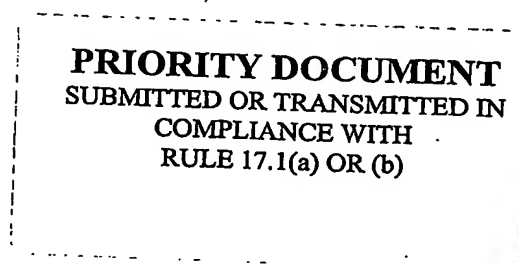 PRIORITY DOCUMENT
SUBMITTED OR TRANSMITTED IN
COMPLIANCE WITH
RULE 17.1(a) OR (b)